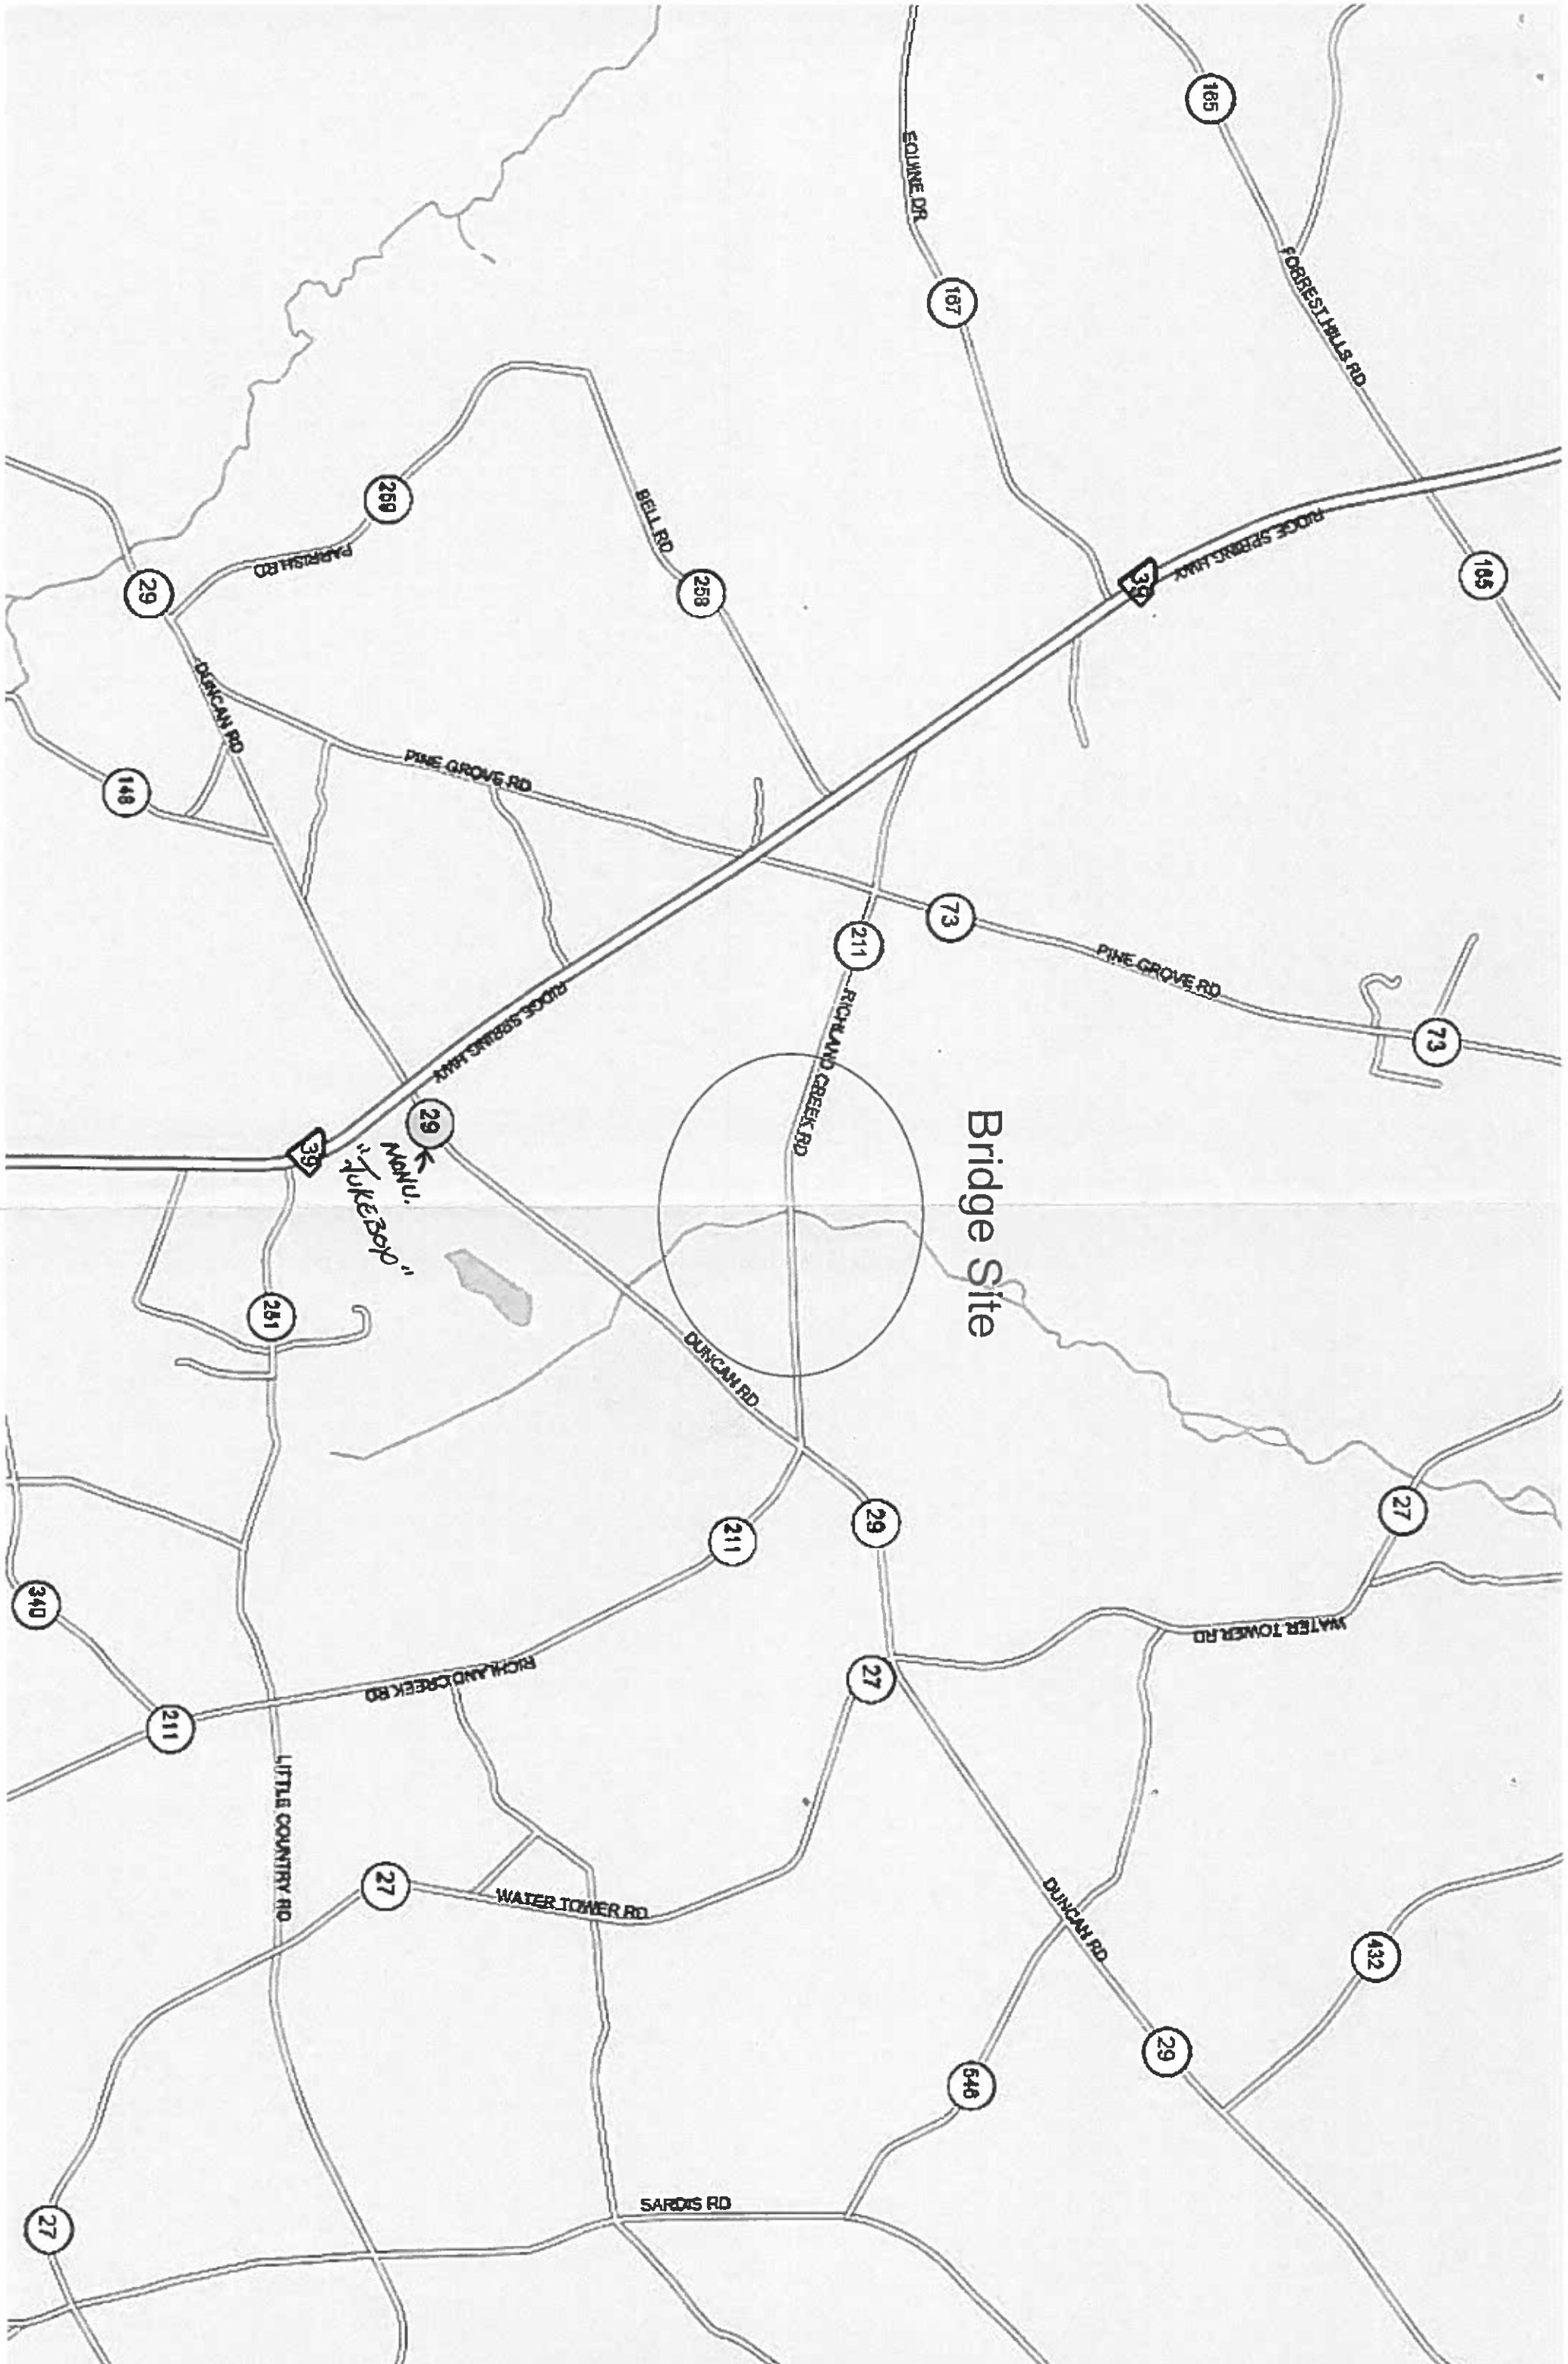 165
EQUINE DR
167
FORREST HILLS RD
165
RIDGE SPRING HWY
39
259
PARRISH RD
BELL RD
258
29
DUNCAN RD
148
PINE GROVE RD
73
PINE GROVE RD
73
211
RICHLAND CREEK RD
Bridge Site
RIDGE SPRING HWY
29
39
MONU.
"JUKEBOX"
251
DUNCAN RD
29
211
27
WATER TOWER RD
27
340
RICHLAND CREEK RD
211
LITTLE COUNTRY RD
27
WATER TOWER RD
DUNCAN RD
432
29
546
SARDIS RD
27